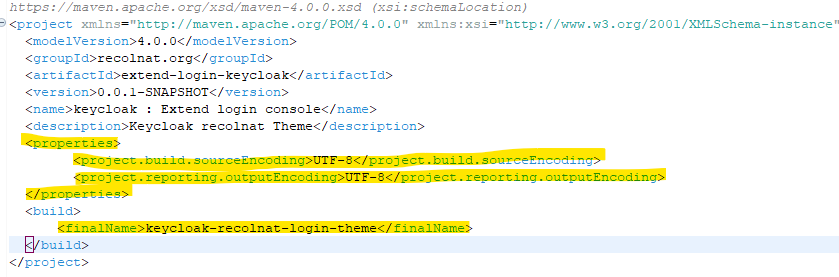 https://maven.apache.org/xsd/maven-4.0.0.xsd (xsi:schemaLocation)
<project xmlns="http://maven.apache.org/POM/4.0.0" xmlns:xsi="http://www.w3.org/2001/XMLSchema-instance"
<modelVersion>4.0.0</modelVersion>
<groupId>recolnat.org</groupId>
<artifactId>extend-login-keycloak</artifactId>
<version>0.0.1-SNAPSHOT</version>
<name>keycloak : Extend login console</name>
<description>Keycloak recolnat Theme</description>
<properties>
<project.build.sourceEncoding>UTF-8</project.build.sourceEncoding>
<project.reporting.outputEncoding>UTF-8</project.reporting.outputEncoding>
</properties>
<build>
<finalName>keycloak-recolnat-login-theme</finalName>
</build>
</project>